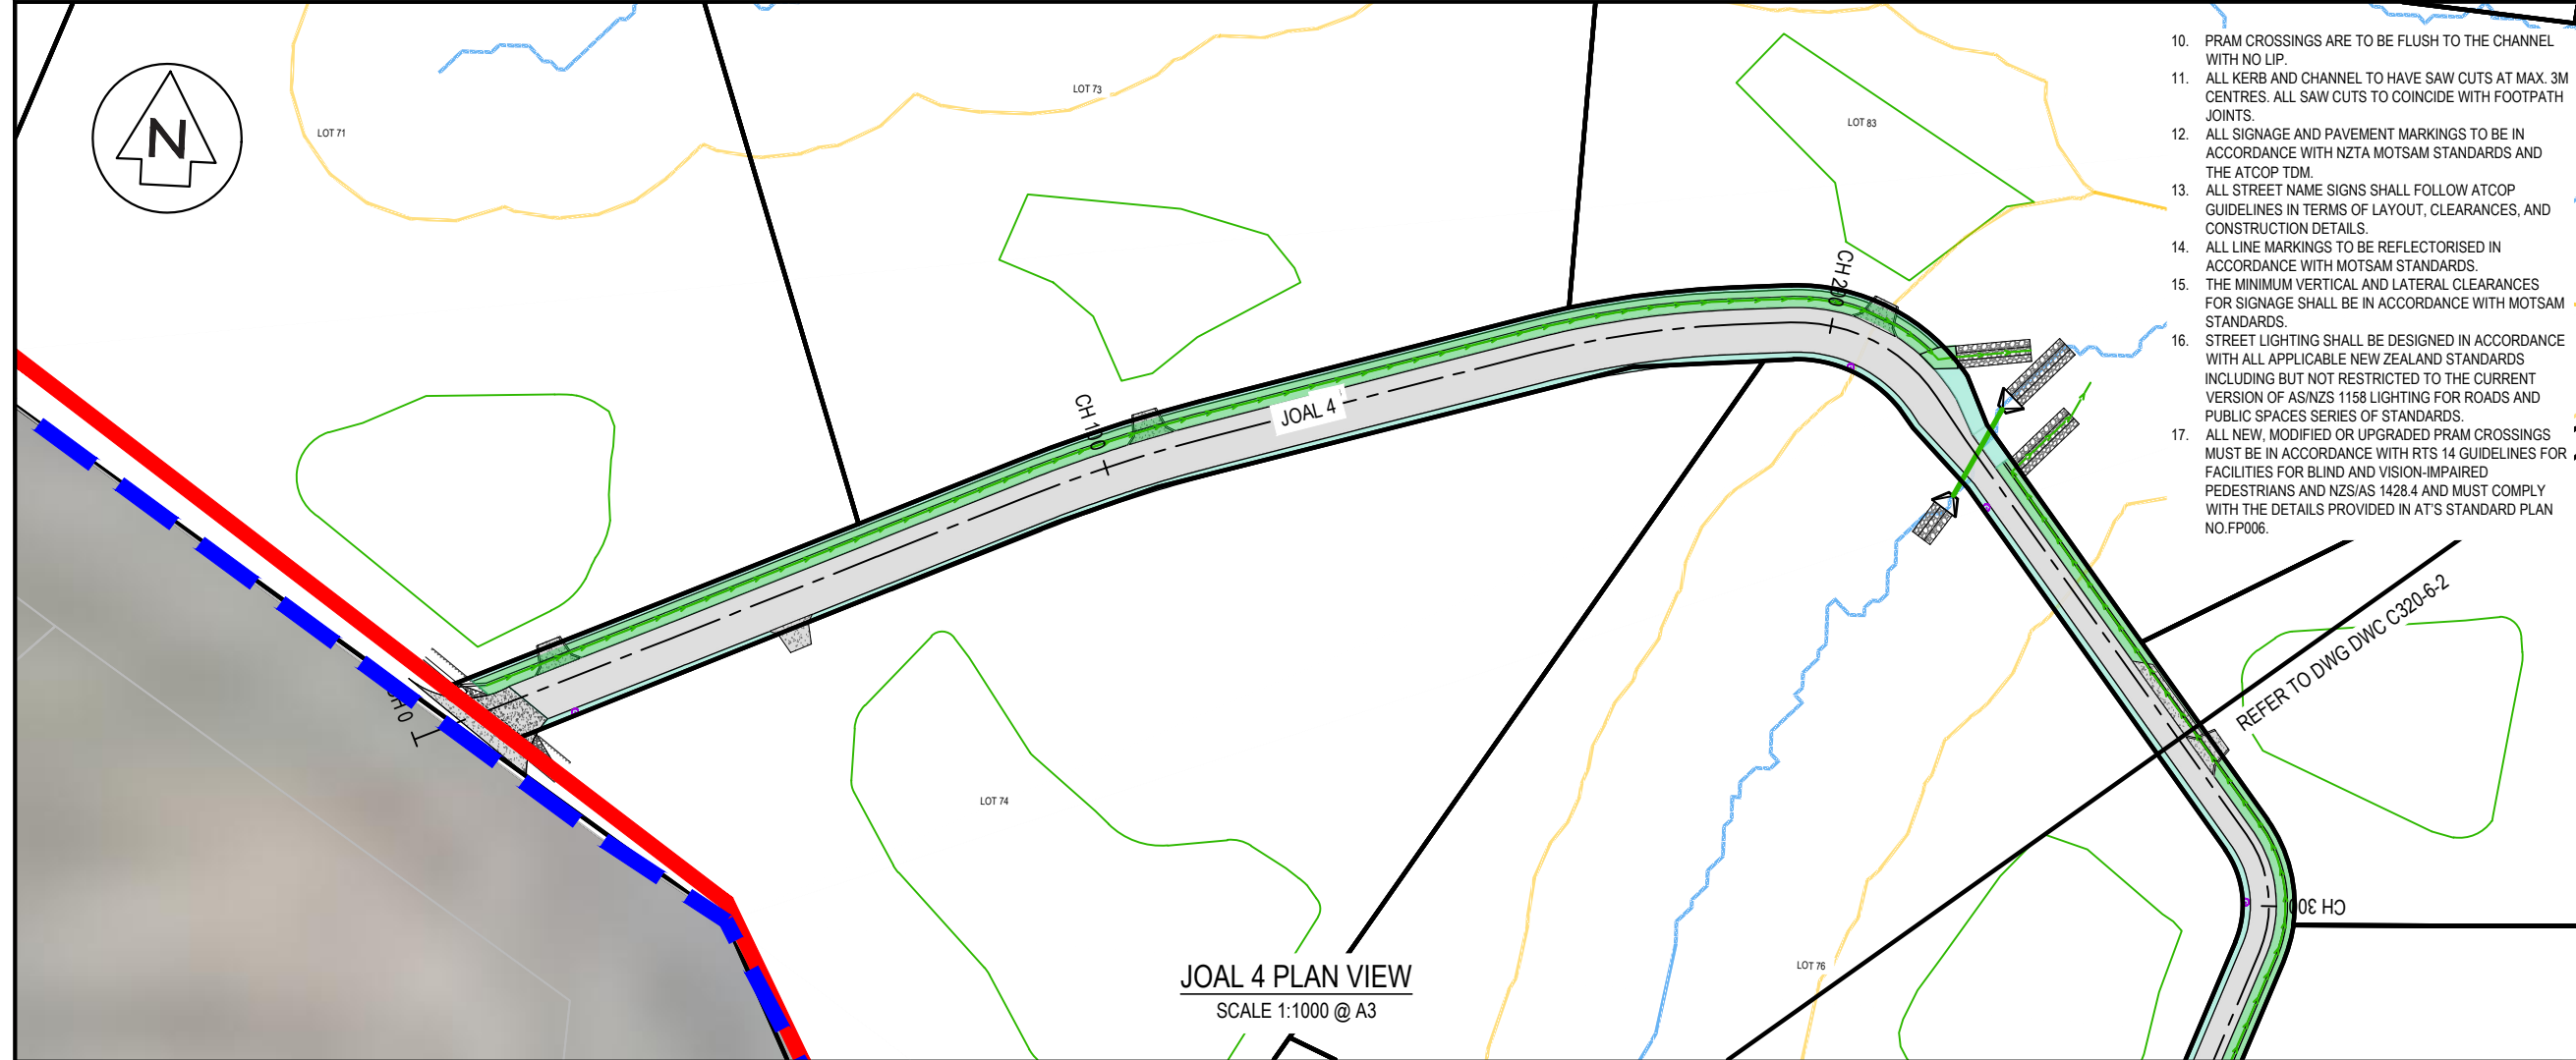 N
LOT 71
LOT 73
LOT 83
10. PRAM CROSSINGS ARE TO BE FLUSH TO THE CHANNEL
WITH NO LIP.
11. ALL KERB AND CHANNEL TO HAVE SAW CUTS AT MAX. 3M
CENTRES. ALL SAW CUTS TO COINCIDE WITH FOOTPATH
JOINTS.
12. ALL SIGNAGE AND PAVEMENT MARKINGS TO BE IN
ACCORDANCE WITH NZTA MOTSAM STANDARDS AND
THE ATCOP TDM.
13. ALL STREET NAME SIGNS SHALL FOLLOW ATCOP
GUIDELINES IN TERMS OF LAYOUT, CLEARANCES, AND
CONSTRUCTION DETAILS.
14. ALL LINE MARKINGS TO BE REFLECTORISED IN
ACCORDANCE WITH MOTSAM STANDARDS.
15. THE MINIMUM VERTICAL AND LATERAL CLEARANCES
FOR SIGNAGE SHALL BE IN ACCORDANCE WITH MOTSAM
STANDARDS.
16. STREET LIGHTING SHALL BE DESIGNED IN ACCORDANCE
WITH ALL APPLICABLE NEW ZEALAND STANDARDS
INCLUDING BUT NOT RESTRICTED TO THE CURRENT
VERSION OF AS/NZS 1158 LIGHTING FOR ROADS AND
PUBLIC SPACES SERIES OF STANDARDS.
17. ALL NEW, MODIFIED OR UPGRADED PRAM CROSSINGS
MUST BE IN ACCORDANCE WITH RTS 14 GUIDELINES FOR
FACILITIES FOR BLIND AND VISION-IMPAIRED
PEDESTRIANS AND NZS/AS 1428.4 AND MUST COMPLY
WITH THE DETAILS PROVIDED IN AT'S STANDARD PLAN
NO.FP006.
CH 200
CH 100
JOAL 4
CH 0
REFER TO DWG DWC C320-6-2
LOT 74
CH 300
LOT 76
JOAL 4 PLAN VIEW
SCALE 1:1000 @ A3